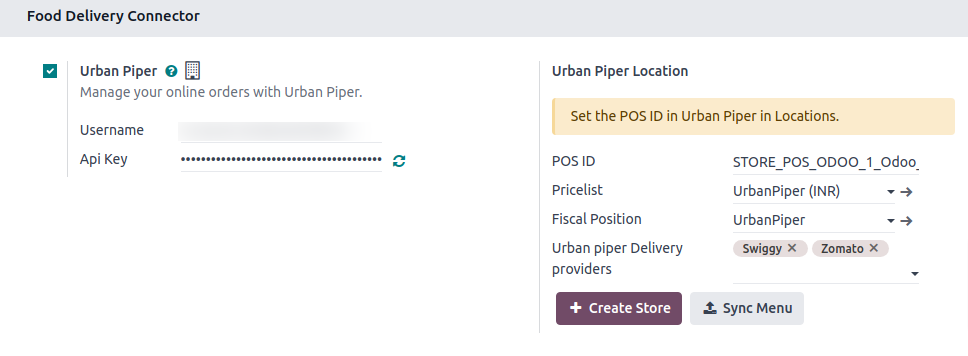 Food Delivery Connector
Urban Piper
Manage your online orders with Urban Piper.
Username
Api Key ••••••••••••••••••••••••••••••••••••••••
Urban Piper Location
Set the POS ID in Urban Piper in Locations.
POS ID STORE_POS_ODOO_1_Odoo_
Pricelist UrbanPiper (INR)
Fiscal Position UrbanPiper
Urban piper Delivery Swiggy Zomato
providers
Create Store Sync Menu